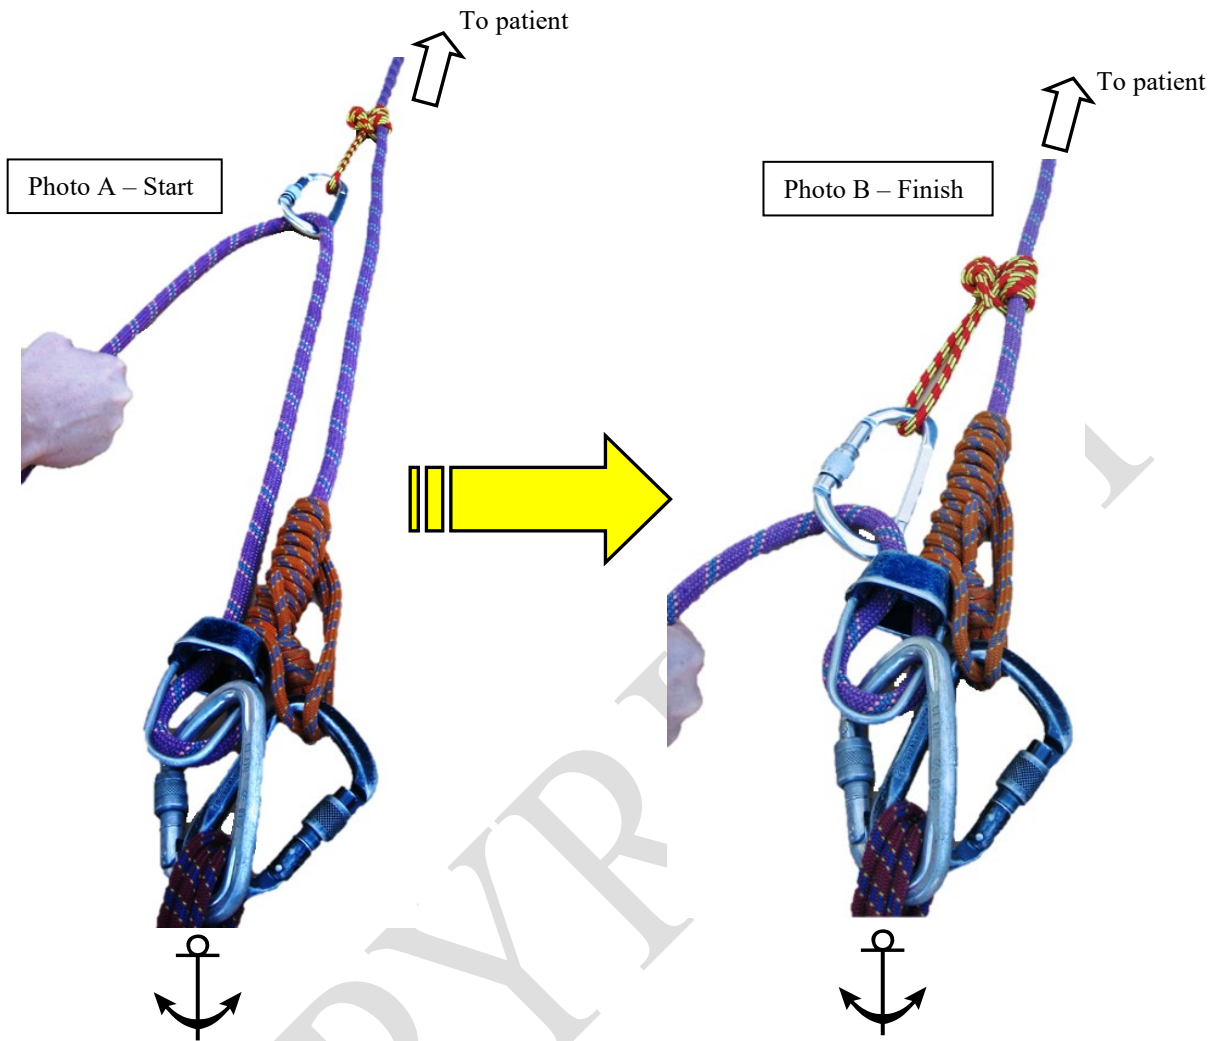 To patient
To patient
Photo A – Start
Photo B – Finish